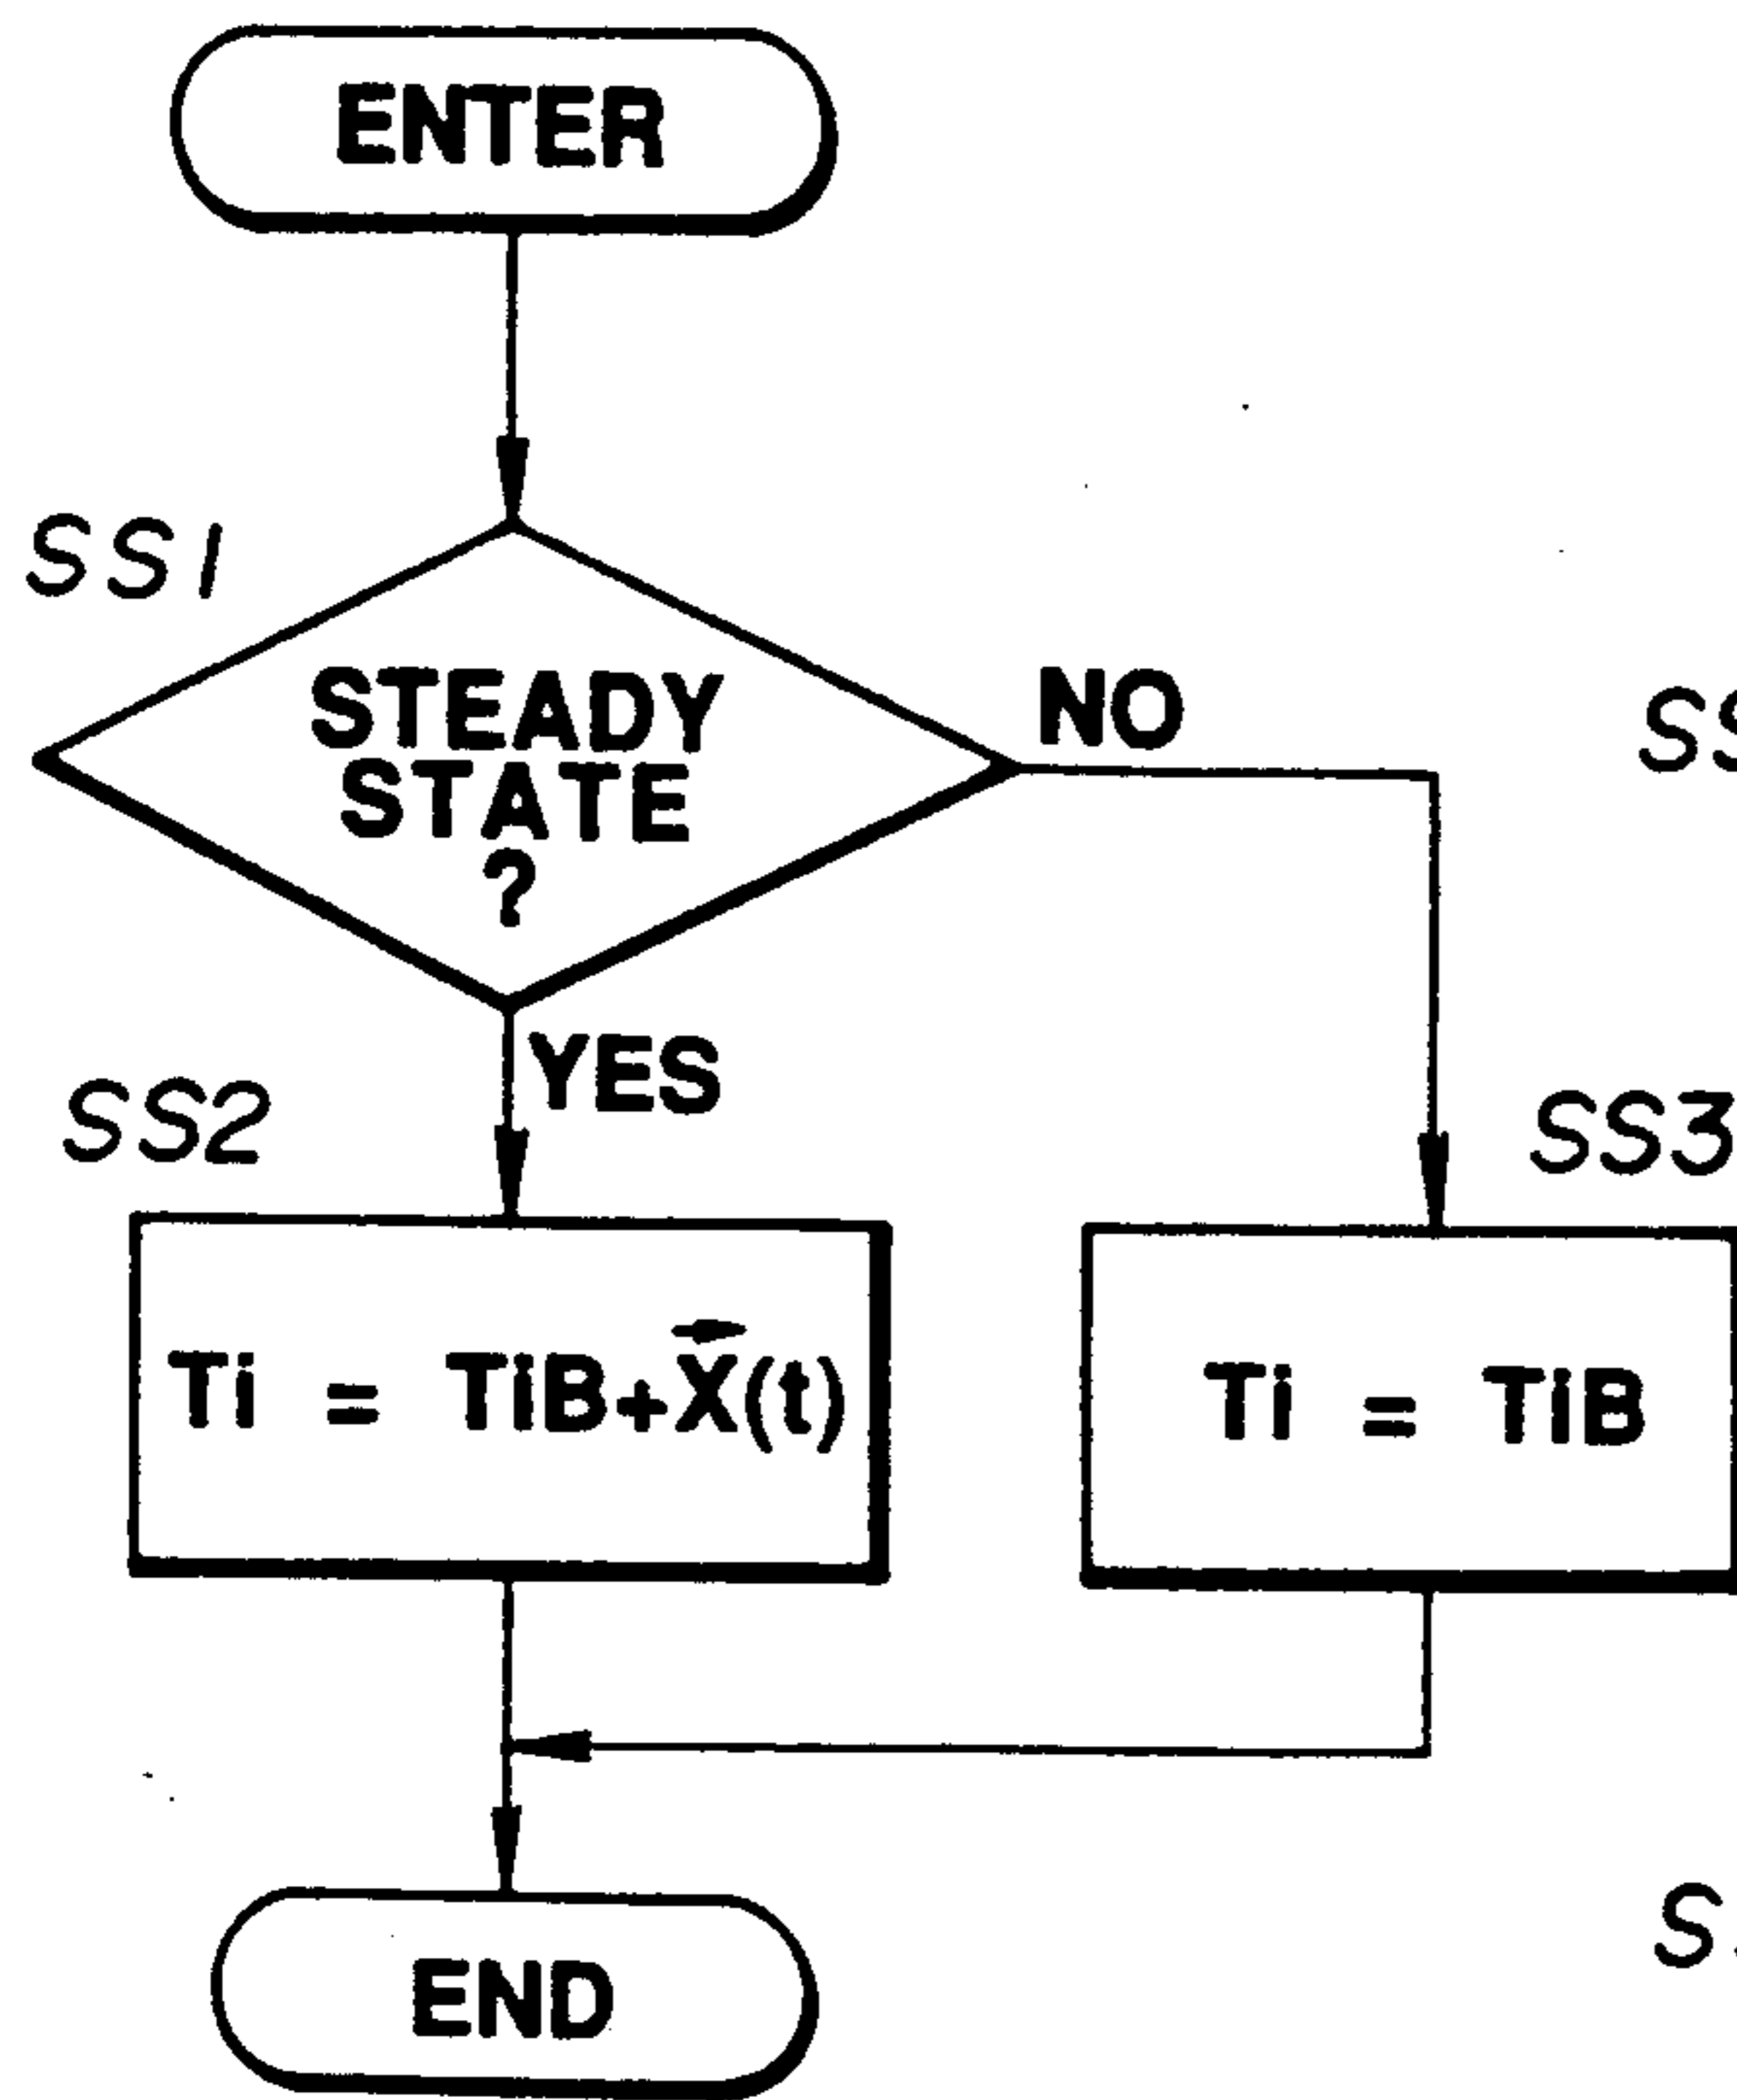 ENTER
SS1
STEADY
STATE
?
NO
YES
SS2
SS3
Ti = TiB+X⃗(t)
Ti = TiB
END